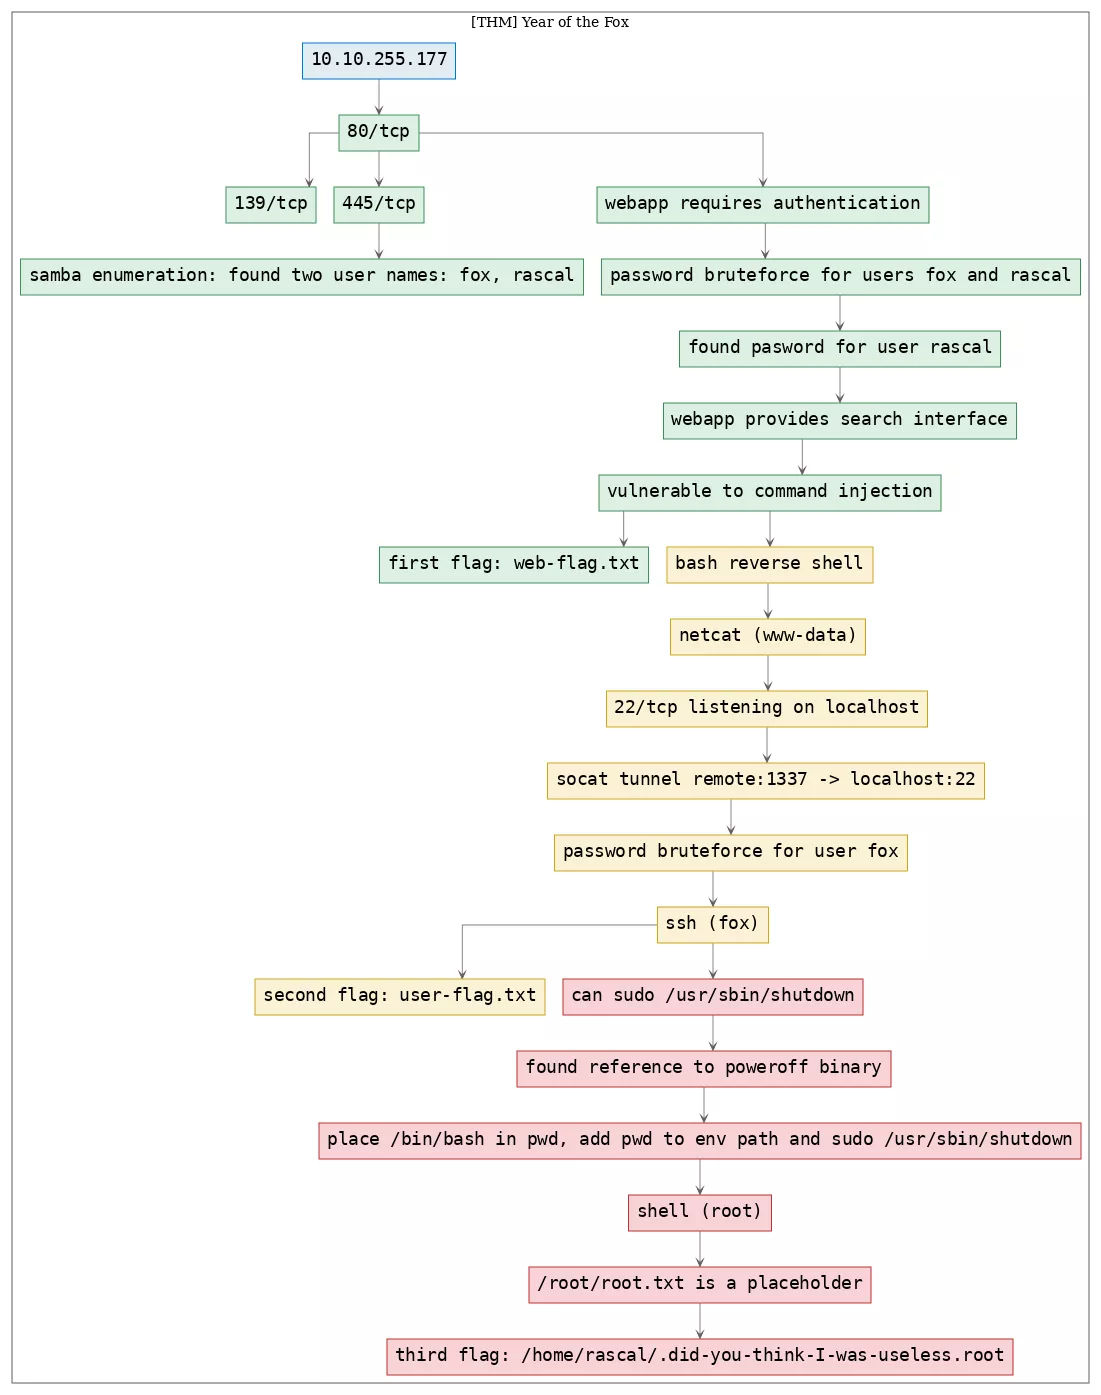 [THM] Year of the Fox
10.10.255.177
80/tcp
139/tcp
445/tcp
webapp requires authentication
samba enumeration: found two user names: fox, rascal
password bruteforce for users fox and rascal
found pasword for user rascal
webapp provides search interface
vulnerable to command injection
first flag: web-flag.txt
bash reverse shell
netcat (www-data)
22/tcp listening on localhost
socat tunnel remote:1337 -> localhost:22
password bruteforce for user fox
ssh (fox)
second flag: user-flag.txt
can sudo /usr/sbin/shutdown
found reference to poweroff binary
place /bin/bash in pwd, add pwd to env path and sudo /usr/sbin/shutdown
shell (root)
/root/root.txt is a placeholder
third flag: /home/rascal/.did-you-think-I-was-useless.root